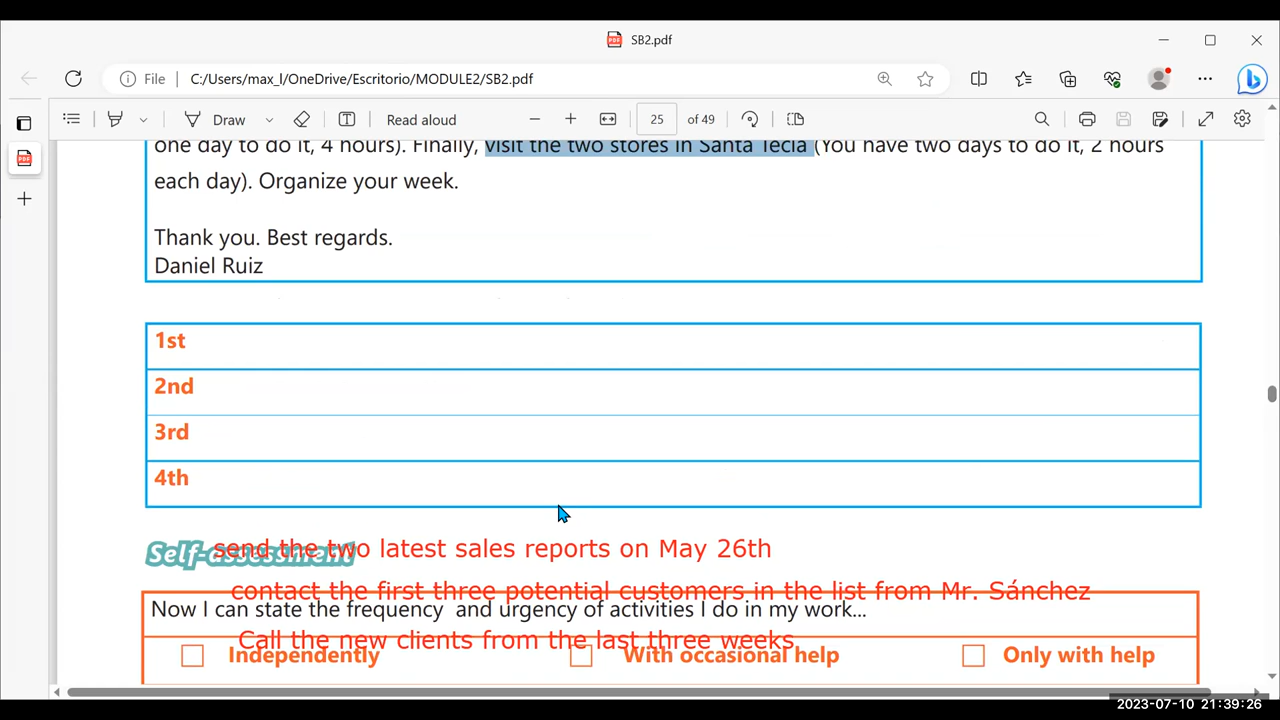 SB2.pdf
File C:/Users/max_l/OneDrive/Escritorio/MODULE2/SB2.pdf
Draw Read aloud 25 of 49
one day to do it, 4 hours). Finally, visit the two stores in Santa Tecla (You have two days to do it, 2 hours
each day). Organize your week.
Thank you. Best regards.
Daniel Ruiz
1st
2nd
3rd
4th
Self-assessment
send the two latest sales reports on May 26th
contact the first three potential customers in the list from Mr. Sánchez
Now I can state the frequency and urgency of activities I do in my work...
Call the new clients from the last three weeks
Independently With occasional help Only with help
2023-07-10 21:39:26